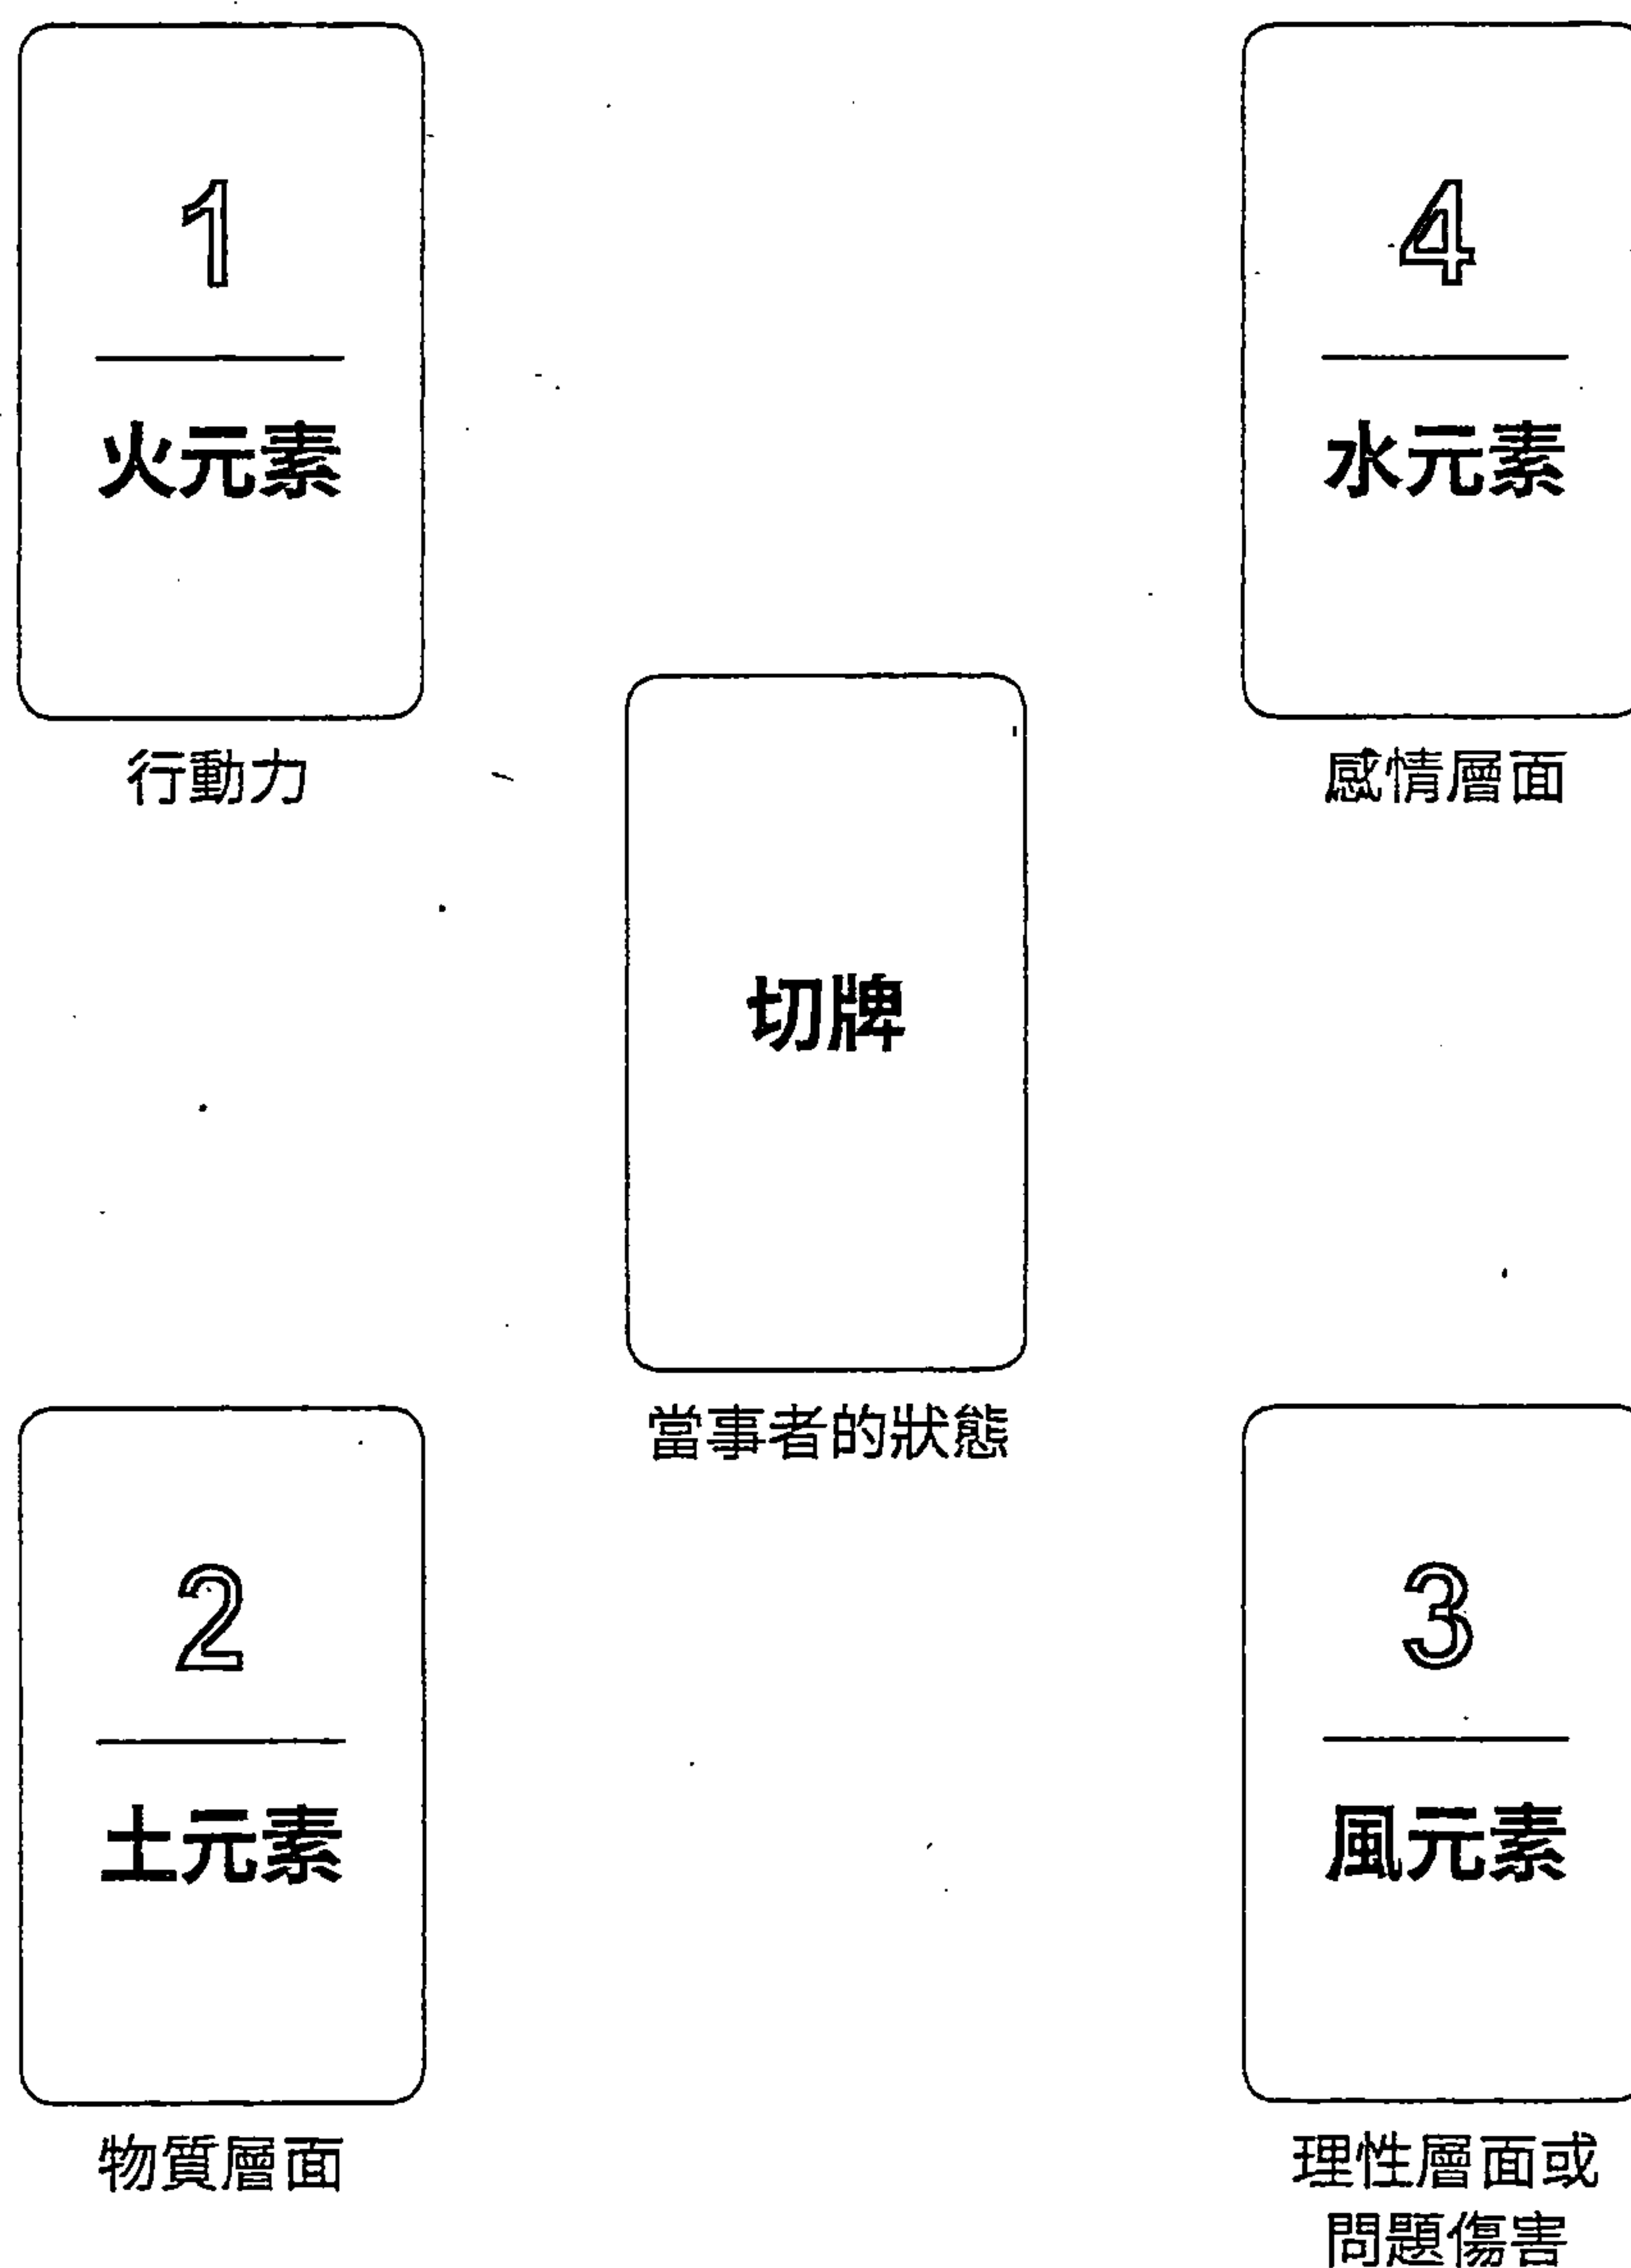 1
火元素
行動力
4
水元素
感情層面
切牌
當事者的狀態
2
土元素
物質層面
3
風元素
理性層面或
問題傷害